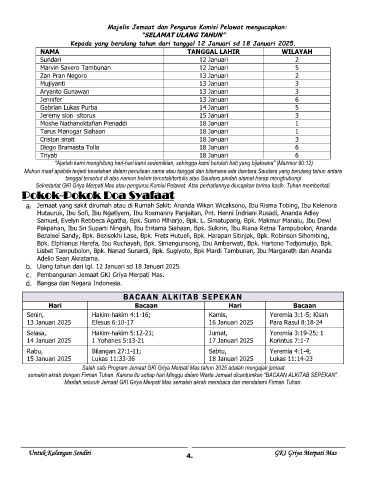 Majelis Jemaat dan Pengurus Komisi Pelawat mengucapkan:
"SELAMAT ULANG TAHUN"
Kepada yang berulang tahun dari tanggal 12 Januari sd 18 Januari 2025.
NAMA TANGGAL LAHIR WILAYAH
Sundari 12 Januari 2
Marvin Savero Tambunan 12 Januari 5
Zan Pran Negoro 13 Januari 2
Mujiyanti 13 Januari 3
Aryanto Gunawan 13 Januari 3
Jennifer 13 Januari 6
Gabrian Lukas Purba 14 Januari 5
Jeremy sion sitorus 15 Januari 3
Moshe Nathanoktafian Pienaddi 18 Januari 1
Tarus Manogar Siahaan 18 Januari 1
Criston sirait 18 Januari 3
Diego Bramasta Tolla 18 Januari 6
Triyati 18 Januari 6
"Ajarlah kami menghitung hari-hari kami sedemikian, sehingga kami beroleh hati yang bijaksana" (Mazmur 90:12)
Mohon maaf apabila terjadi kesalahan dalam penulisan nama atau tanggal dan bilamana ada diantara Saudara yang berulang tahun antara
tanggal tersebut di atas namun belum tercatat/tertulis atau Saudara pindah alamat harap menghubungi
Sekretariat GKI Griya Merpati Mas atau pengurus Komisi Pelawat. Atas perhatiannya diucapkan terima kasih. Tuhan memberkati
Pokok-Pokok Doa Syafaat
a. Jemaat yang sakit dirumah atau di Rumah Sakit: Ananda Wikan Wicaksono, Ibu Risma Tobing, Ibu Kelenora
Hutauruk, Ibu Sofi, Ibu Ngatiyem, Ibu Rosmanny Panjaitan, Pnt. Henni Indriani Rusadi, Ananda Adley
Samuel, Evelyn Rebbeca Agatha, Bpk. Sumo Miharjo, Bpk. L. Simatupang, Bpk. Makmur Manalu, Ibu Dewi
Pakpahan, Ibu Sri Suparti Ningsih, Ibu Eritama Siahaan, Bpk. Sukirin, Ibu Riana Retna Tampubolon, Ananda
Bezaleel Sandy, Bpk. Bezisokhi Lase, Bpk. Frets Hutueli, Bpk. Harapan Sitinjak, Bpk. Robinson Sihombing,
Bpk. Elphianus Harefa, Ibu Ruchayah, Bpk. Simangunsong, Ibu Ambarwati, Bpk. Hartono Tedjomuljo, Bpk.
Lisbet Tampubolon, Bpk. Nanad Sunardi, Bpk. Sugiyoto, Bpk Mardi Tambunan, Ibu Margareth dan Ananda
Adelio Sean Akratama.
b. Ulang tahun dari tgl. 12 Januari sd 18 Januari 2025.
c. Pembangunan Jemaat GKI Griya Merpati Mas.
d. Bangsa dan Negara Indonesia.
BACAAN ALKITAB SEPEKAN
Hari Bacaan Hari Bacaan
Senin, Hakim-hakim 4:1-16; Kamis, Yeremia 3:1-5; Kisah
13 Januari 2025 Efesus 6:10-17 16 Januari 2025 Para Rasul 8:18-24
Selasa, Hakim-hakim 5:12-21; Jumat, Yeremia 3:19-25; 1
14 Januari 2025 1 Yohanes 5:13-21 17 Januari 2025 Korintus 7:1-7
Rabu, Bilangan 27:1-11; Sabtu, Yeremia 4:1-4;
15 Januari 2025 Lukas 11:33-36 18 Januari 2025 Lukas 11:14-23
Salah satu Program Jemaat GKI Griya Merpati Mas tahun 2025 adalah mengajak jemaat
semakin akrab dengan Firman Tuhan. Karena itu setiap hari Minggu dalam Warta Jemaat dicantumkan "BACAAN ALKITAB SEPEKAN".
Marilah seluruh Jemaat GKI Griya Merpati Mas semakin akrab membaca dan mendalami Firman Tuhan.
Untuk Kalangan Sendiri 4. GKI Griya Merpati Mas